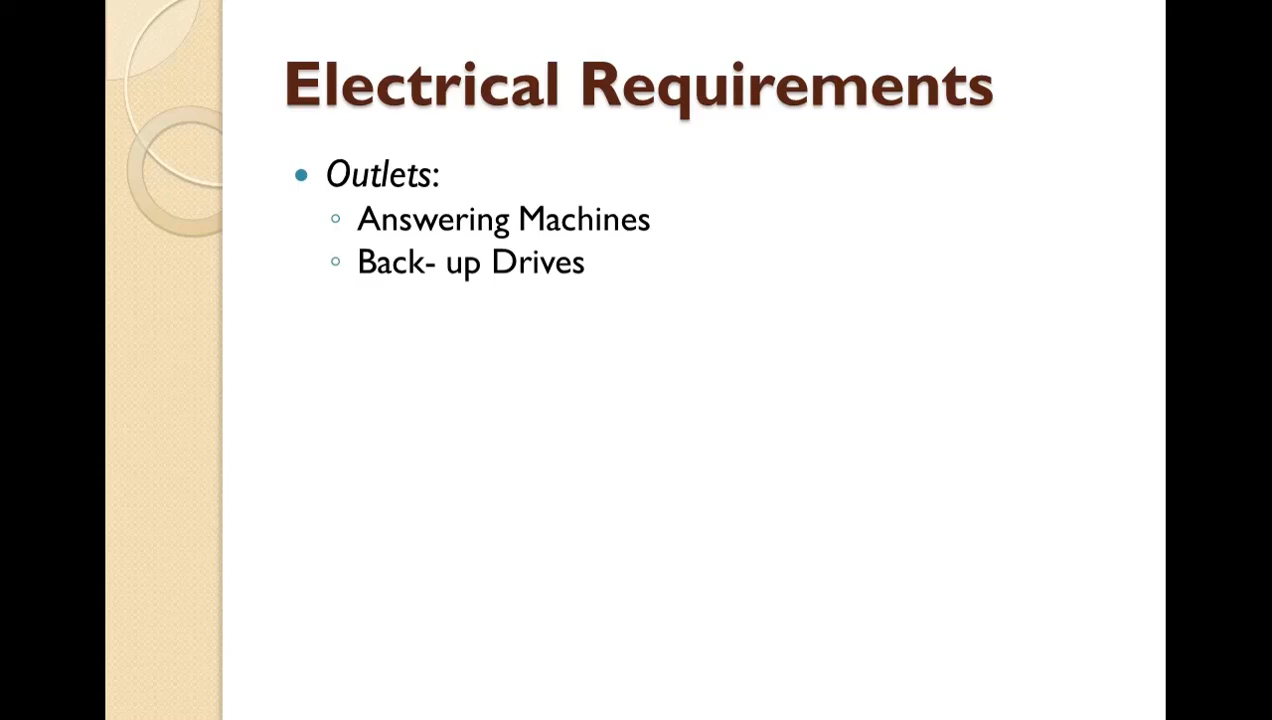 Electrical Requirements
• Outlets:
◦ Answering Machines
◦ Back- up Drives